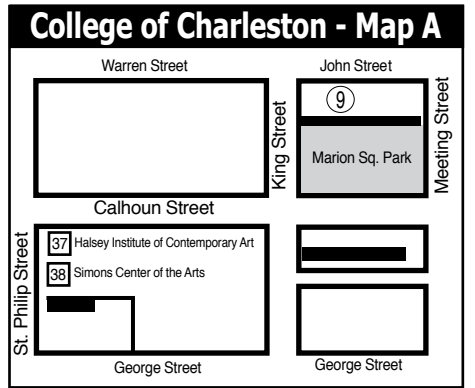 College of Charleston - Map A
Warren Street
John Street
9
King Street
Meeting Street
Marion Sq. Park
Calhoun Street
St. Philip Street
37 Halsey Institute of Contemporary Art
38 Simons Center of the Arts
George Street
George Street